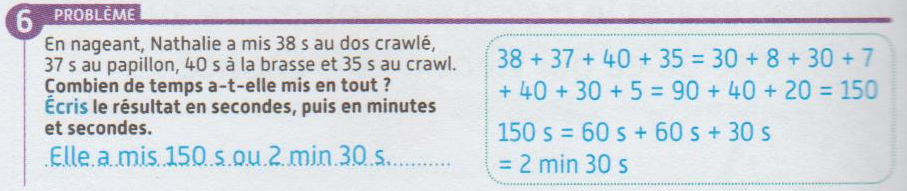 6 PROBLÈME
En nageant, Nathalie a mis 38 s au dos crawlé,
37 s au papillon, 40 s à la brasse et 35 s au crawl.
Combien de temps a-t-elle mis en tout ?
Écris le résultat en secondes, puis en minutes
et secondes.
Elle a mis 150 s ou 2 min 30 s...........
38 + 37 + 40 + 35 = 30 + 8 + 30 + 7
+ 40 + 30 + 5 = 90 + 40 + 20 = 150
150 s = 60 s + 60 s + 30 s
= 2 min 30 s